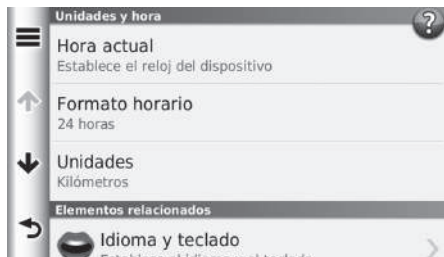 Unidades y hora
?
Hora actual
Establece el reloj del dispositivo
Formato horario
24 horas
Unidades
Kilómetros
Elementos relacionados
Idioma y teclado